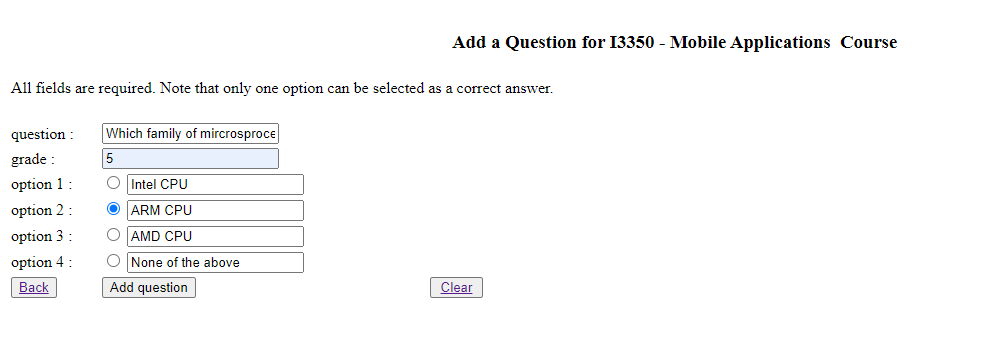 Add a Question for I3350 - Mobile Applications Course
All fields are required. Note that only one option can be selected as a correct answer.
question : Which family of mircrosproce
grade : 5
option 1 : Intel CPU
option 2 : ARM CPU
option 3 : AMD CPU
option 4 : None of the above
Back Add question Clear